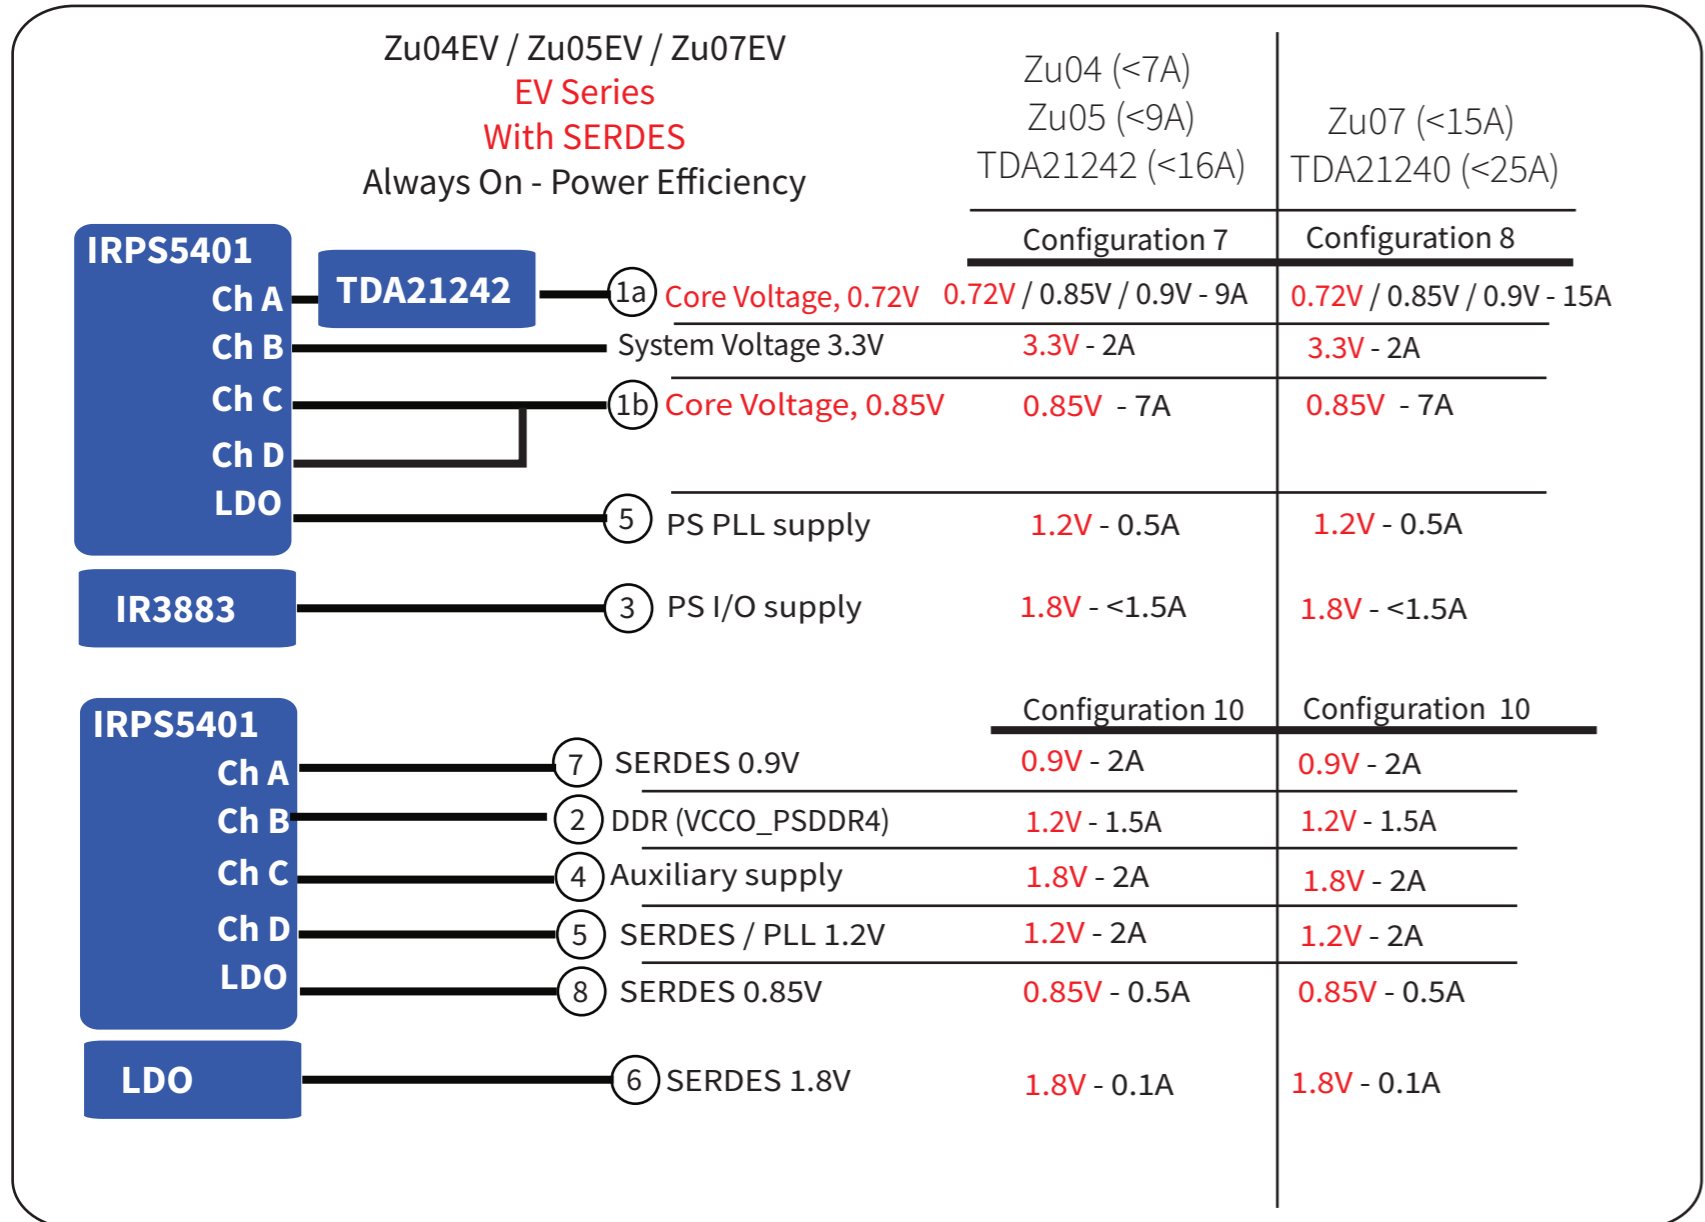 Zu04EV / Zu05EV / Zu07EV
EV Series
With SERDES
Always On - Power Efficiency
Zu04 (<7A)
Zu05 (<9A)
TDA21242 (<16A)
Zu07 (<15A)
TDA21240 (<25A)
Configuration 7
Configuration 8
IRPS5401
Ch A
TDA21242
1a Core Voltage, 0.72V
0.72V / 0.85V / 0.9V - 9A
0.72V / 0.85V / 0.9V - 15A
Ch B
System Voltage 3.3V
3.3V - 2A
3.3V - 2A
Ch C
1b Core Voltage, 0.85V
0.85V - 7A
0.85V - 7A
Ch D
LDO
5 PS PLL supply
1.2V - 0.5A
1.2V - 0.5A
IR3883
3 PS I/O supply
1.8V - <1.5A
1.8V - <1.5A
Configuration 10
Configuration 10
IRPS5401
Ch A
7 SERDES 0.9V
0.9V - 2A
0.9V - 2A
Ch B
2 DDR (VCCO_PSDDR4)
1.2V - 1.5A
1.2V - 1.5A
Ch C
4 Auxiliary supply
1.8V - 2A
1.8V - 2A
Ch D
5 SERDES / PLL 1.2V
1.2V - 2A
1.2V - 2A
LDO
8 SERDES 0.85V
0.85V - 0.5A
0.85V - 0.5A
LDO
6 SERDES 1.8V
1.8V - 0.1A
1.8V - 0.1A